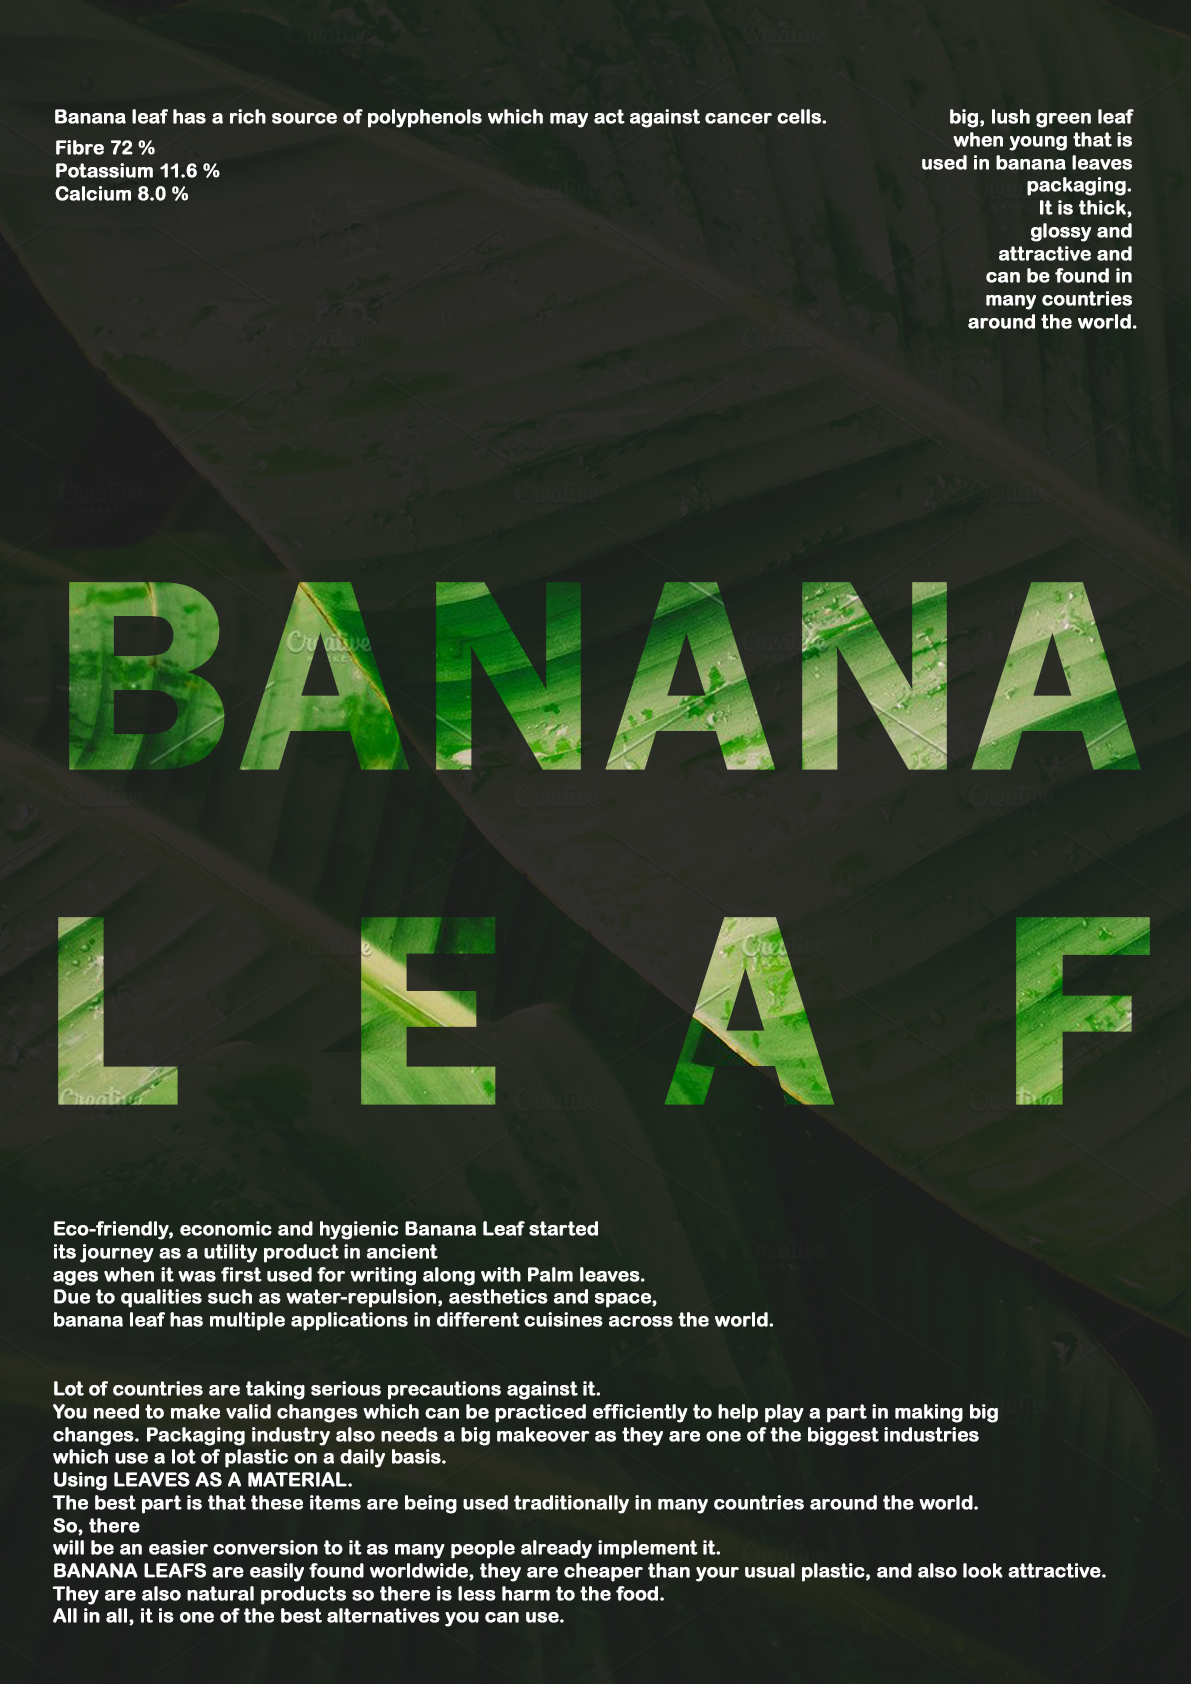 Banana leaf has a rich source of polyphenols which may act against cancer cells.
Fibre 72 %
Potassium 11.6 %
Calcium 8.0 %
big, lush green leaf
when young that is
used in banana leaves
packaging.
It is thick,
glossy and
attractive and
can be found in
many countries
around the world.
BANANA
LEAF
Eco-friendly, economic and hygienic Banana Leaf started
its journey as a utility product in ancient
ages when it was first used for writing along with Palm leaves.
Due to qualities such as water-repulsion, aesthetics and space,
banana leaf has multiple applications in different cuisines across the world.
Lot of countries are taking serious precautions against it.
You need to make valid changes which can be practiced efficiently to help play a part in making big
changes. Packaging industry also needs a big makeover as they are one of the biggest industries
which use a lot of plastic on a daily basis.
Using LEAVES AS A MATERIAL.
The best part is that these items are being used traditionally in many countries around the world.
So, there
will be an easier conversion to it as many people already implement it.
BANANA LEAFS are easily found worldwide, they are cheaper than your usual plastic, and also look attractive.
They are also natural products so there is less harm to the food.
All in all, it is one of the best alternatives you can use.
Creative
MARKET